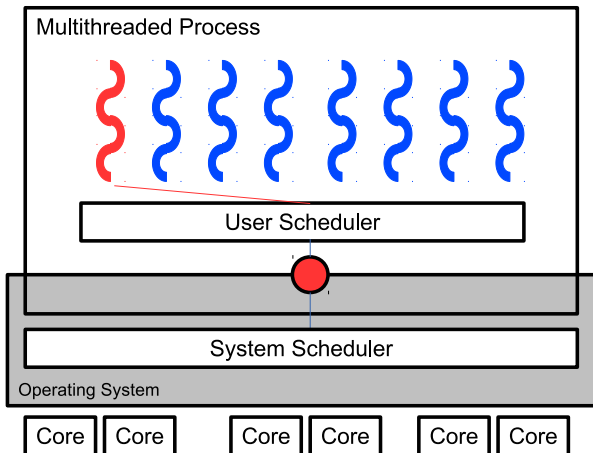 Multithreaded Process
User Scheduler
System Scheduler
Operating System
Core Core Core Core Core Core